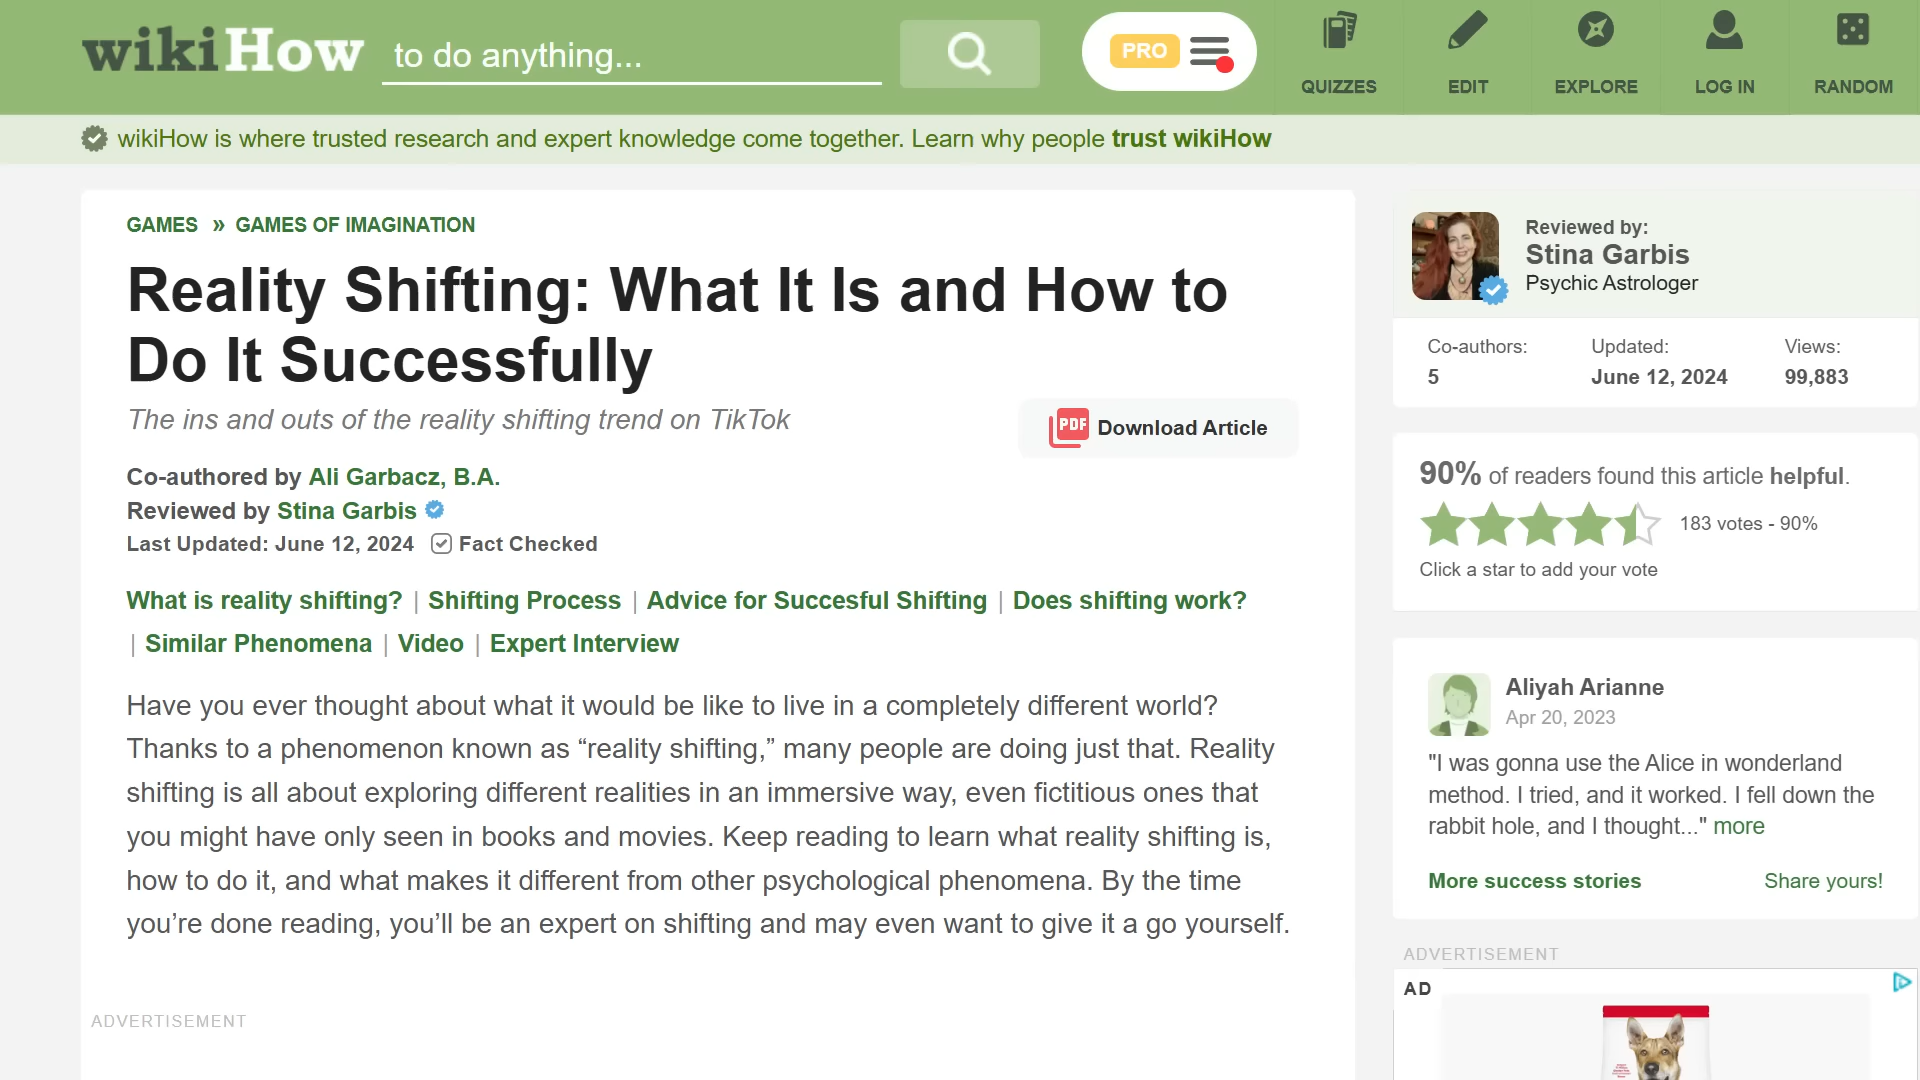 wikiHow
to do anything...
PRO
QUIZZES
EDIT
EXPLORE
LOG IN
RANDOM
wikiHow is where trusted research and expert knowledge come together. Learn why people trust wikiHow
GAMES » GAMES OF IMAGINATION
Reality Shifting: What It Is and How to
Do It Successfully
The ins and outs of the reality shifting trend on TikTok
PDF Download Article
Co-authored by Ali Garbacz, B.A.
Reviewed by Stina Garbis
Last Updated: June 12, 2024 Fact Checked
What is reality shifting? | Shifting Process | Advice for Succesful Shifting | Does shifting work?
| Similar Phenomena | Video | Expert Interview
Have you ever thought about what it would be like to live in a completely different world?
Thanks to a phenomenon known as “reality shifting,” many people are doing just that. Reality
shifting is all about exploring different realities in an immersive way, even fictitious ones that
you might have only seen in books and movies. Keep reading to learn what reality shifting is,
how to do it, and what makes it different from other psychological phenomena. By the time
you’re done reading, you’ll be an expert on shifting and may even want to give it a go yourself.
ADVERTISEMENT
Reviewed by:
Stina Garbis
Psychic Astrologer
Co-authors: Updated: Views:
5 June 12, 2024 99,883
90% of readers found this article helpful.
183 votes - 90%
Click a star to add your vote
Aliyah Arianne
Apr 20, 2023
"I was gonna use the Alice in wonderland
method. I tried, and it worked. I fell down the
rabbit hole, and I thought..." more
More success stories Share yours!
ADVERTISEMENT
AD